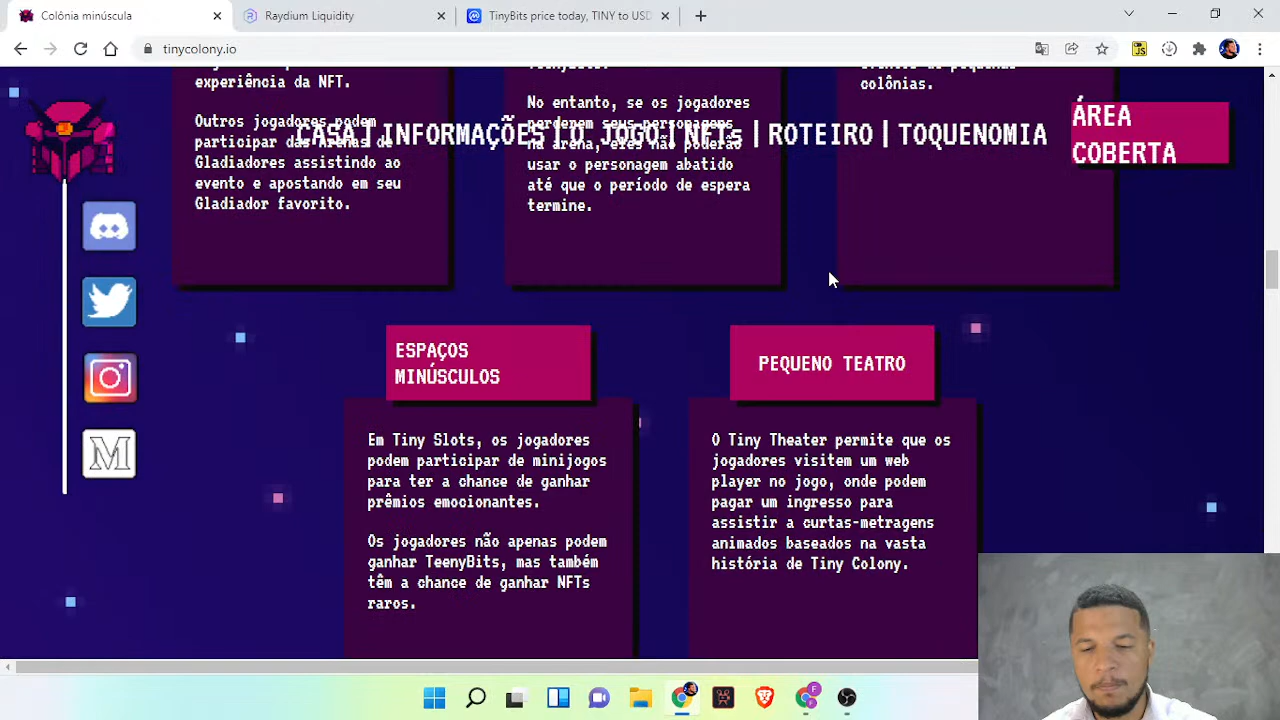 Colônia minúscula
Raydium Liquidity
TinyBits price today, TINY to USD
tinycolony.io
JS
experiência da NFT.
Outros jogadores podem
participar das Arenas de
Gladiadores assistindo ao
evento e apostando em seu
Gladiador favorito.
No entanto, se os jogadores
perderem seus personagens
na arena, eles não poderão
usar o personagem abatido
até que o período de espera
termine.
colônias.
CASA | INFORMAÇÕES | O JOGO | NFTs | ROTEIRO | TOQUENOMIA
ÁREA
COBERTA
ESPAÇOS
MINÚSCULOS
Em Tiny Slots, os jogadores
podem participar de minijogos
para ter a chance de ganhar
prêmios emocionantes.
Os jogadores não apenas podem
ganhar TeenyBits, mas também
têm a chance de ganhar NFTs
raros.
PEQUENO TEATRO
O Tiny Theater permite que os
jogadores visitem um web
player no jogo, onde podem
pagar um ingresso para
assistir a curtas-metragens
animados baseados na vasta
história de Tiny Colony.